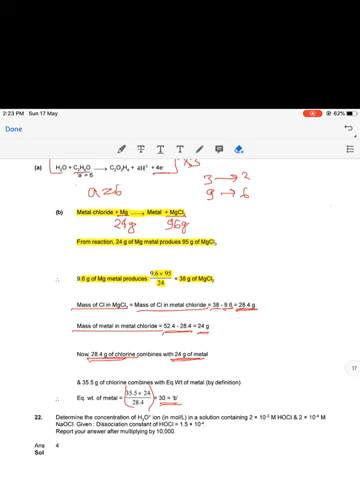 2:23 PM Sun 17 May
Done
(a) H₂O + C₂H₆O → C₂O₂H₄ + 4H⊕ + 4e⁻
a = 6
a = 6
3 → 2
9 → 6
(b) Metal chloride + Mg → Metal + MgCl₂
24g 96g
From reaction, 24 g of Mg metal produces 95 g of MgCl₂
∴ 9.6 g of Mg metal produces (9.6 × 95)/24 = 38 g of MgCl₂
Mass of Cl in MgCl₂ = Mass of Cl in metal chloride = 38 - 9.6 = 28.4 g
Mass of metal in metal chloride = 52.4 - 28.4 = 24 g
Now, 28.4 g of chlorine combines with 24 g of metal
& 35.5 g of chlorine combines with Eq Wt of metal (by definition)
∴ Eq. wt. of metal = (35.5 × 24 / 28.4) = 30 = 'b'
22. Determine the concentration of H₃O⁺ ion (in mol/L) in a solution containing 2 × 10⁻³ M HOCl & 2 × 10⁻⁴ M
NaOCl. Given : Dissociation constant of HOCl = 1.5 × 10⁻⁴.
Report your answer after multiplying by 10,000.
Ans 4
Sol